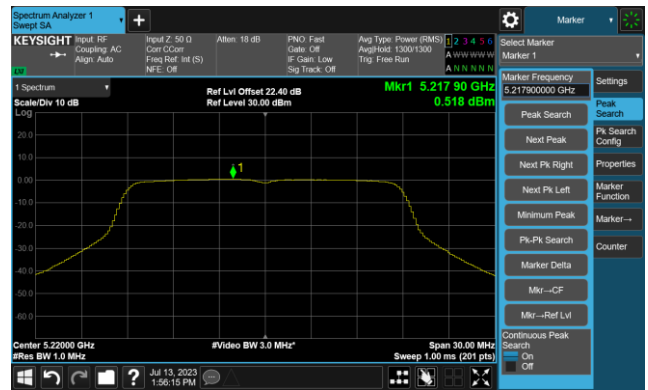 Spectrum Analyzer 1
Swept SA
Marker
KEYSIGHT
Input: RF
Coupling: AC
Align: Auto
Input Z: 50 Ω
Corr CCorr
Freq Ref: Int (S)
NFE: Off
Atten: 18 dB
PNO: Fast
Gate: Off
IF Gain: Low
Sig Track: Off
Avg Type: Power (RMS)
Avg|Hold: 1300/1300
Trig: Free Run
1 2 3 4 5 6
A W W W W W
A N N N N N
Select Marker
Marker 1
1 Spectrum
Scale/Div 10 dB
Log
Ref Lvl Offset 22.40 dB
Ref Level 30.00 dBm
Mkr1 5.217 90 GHz
0.518 dBm
20.0
10.0
0.00
-10.0
-20.0
-30.0
-40.0
-50.0
-60.0
1
Center 5.22000 GHz
#Res BW 1.0 MHz
#Video BW 3.0 MHz*
Span 30.00 MHz
Sweep 1.00 ms (201 pts)
Marker Frequency
5.217900000 GHz
Peak Search
Next Peak
Next Pk Right
Next Pk Left
Minimum Peak
Pk-Pk Search
Marker Delta
Mkr→CF
Mkr→Ref Lvl
Continuous Peak
Search
On
Off
Settings
Peak
Search
Pk Search
Config
Properties
Marker
Function
Marker→
Counter
?
Jul 13, 2023
1:56:15 PM